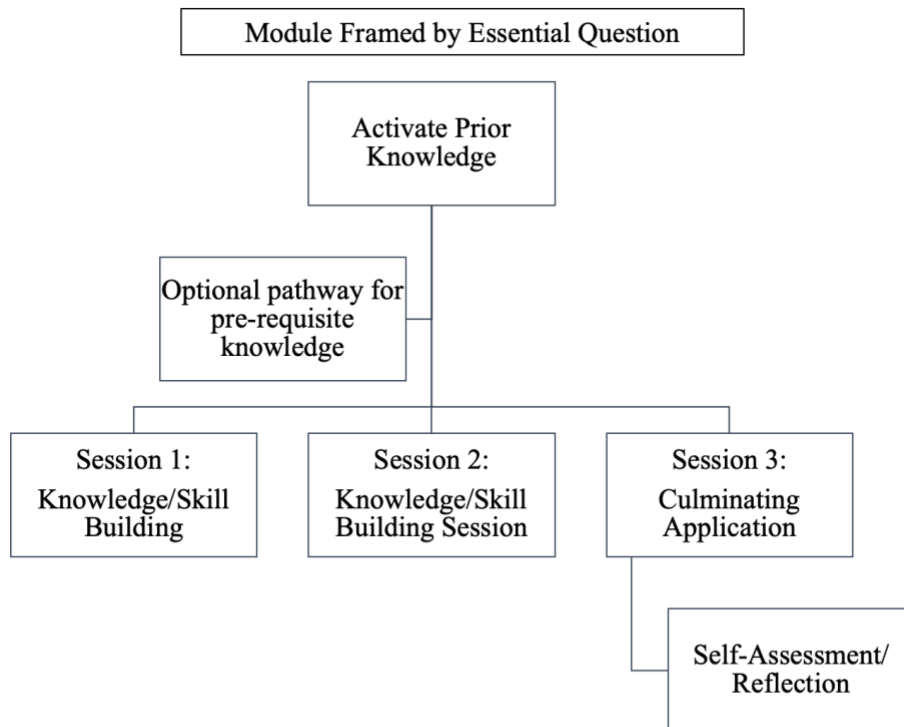 Module Framed by Essential Question
Activate Prior
Knowledge
Optional pathway for
pre-requisite
knowledge
Session 1:
Knowledge/Skill
Building
Session 2:
Knowledge/Skill
Building Session
Session 3:
Culminating
Application
Self-Assessment/
Reflection